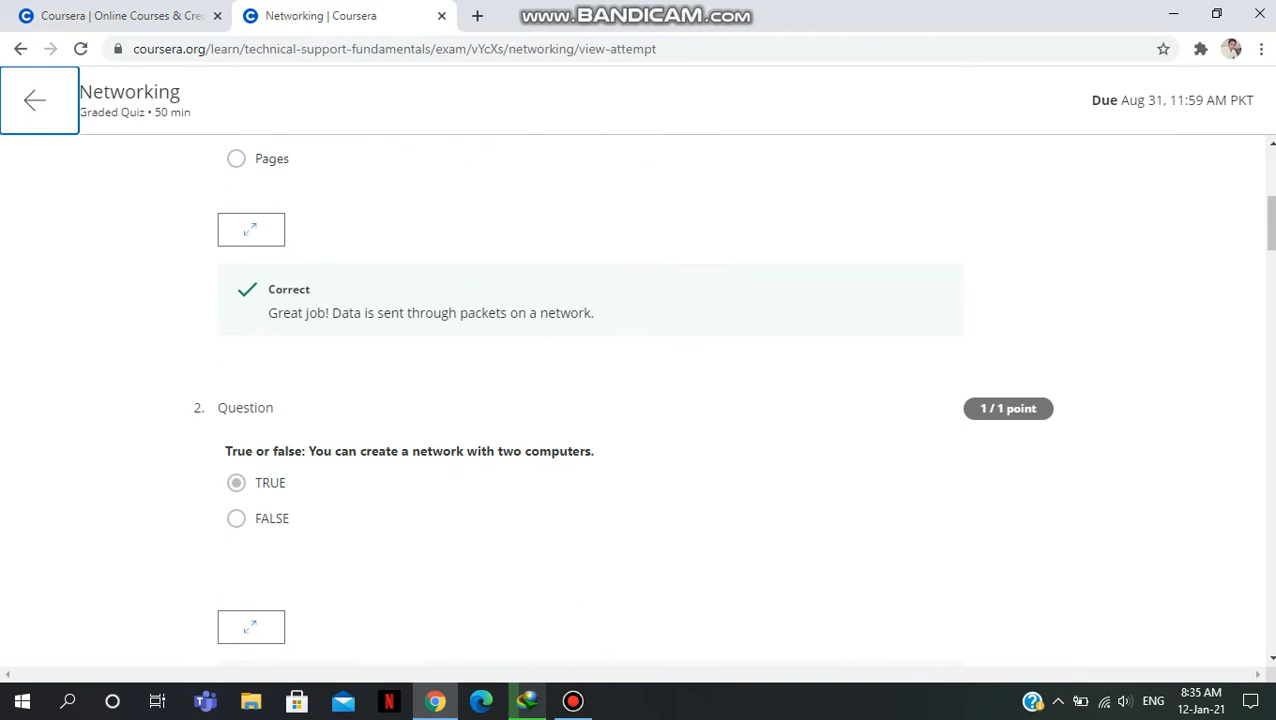 Coursera | Online Courses & Cre
Networking | Coursera
www.BANDICAM.com
coursera.org/learn/technical-support-fundamentals/exam/vYcXs/networking/view-attempt
Networking
Graded Quiz • 50 min
Due Aug 31, 11:59 AM PKT
Pages
Correct
Great job! Data is sent through packets on a network.
2. Question
1 / 1 point
True or false: You can create a network with two computers.
TRUE
FALSE
ENG
8:35 AM
12-Jan-21